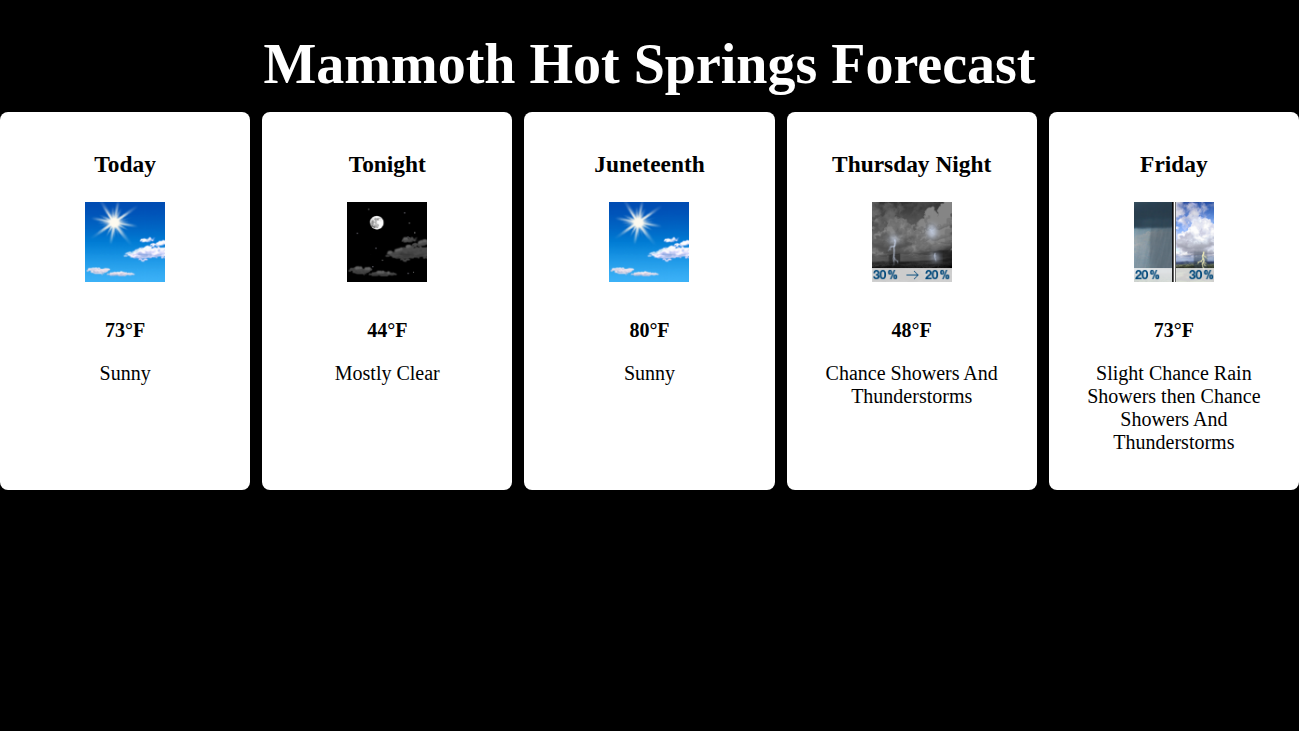 Mammoth Hot Springs Forecast
Today
73°F
Sunny
Tonight
44°F
Mostly Clear
Juneteenth
80°F
Sunny
Thursday Night
30% → 20%
48°F
Chance Showers And
Thunderstorms
Friday
20% 30%
73°F
Slight Chance Rain
Showers then Chance
Showers And
Thunderstorms